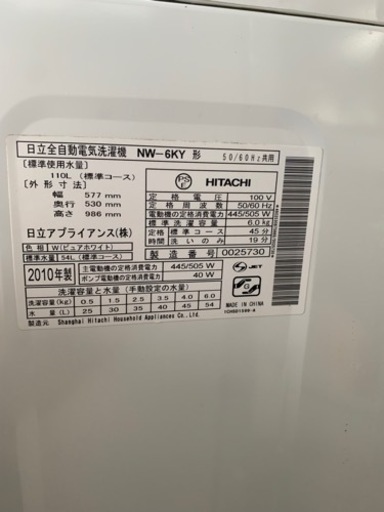 日立全自動電気洗濯機 NW-6KY 形 50/60Hz共用
[標準使用水量]
110L (標準コース)
[外形寸法]
幅 577 mm
奥行 530 mm
高さ 986 mm
日立アプライアンス(株)
色相 W(ピュアホワイト)
標準水量 54L(標準コース)
PSE HITACHI
定格電圧 100 V
定格周波数 50/60 Hz
電動機の定格消費電力 445/505 W
標準洗濯容量 6.0kg
定格 標準コース 45分
時間 洗いのみ 19分
製造番号 0025730
2010年製
主電動機の定格消費電力 445/505 W
ポンプ電動機の定格消費電力 40 W
洗濯容量と水量 (手動設定の水量)
洗濯容量(kg) 0.5 1.5 2.5 3.5 4.0 6.0
水量(L) 25 30 35 40 45 54
製造元 Shanghai Hitachi Household Appliances Co., Ltd.
JET
MADE IN CHINA